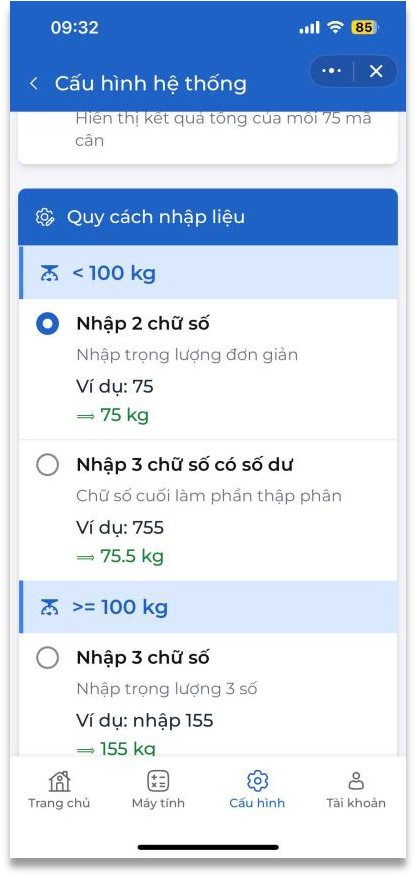 09:32
85
Cấu hình hệ thống
Hiển thị kết quả tổng của mỗi 75 mã
cân
Quy cách nhập liệu
< 100 kg
Nhập 2 chữ số
Nhập trọng lượng đơn giản
Ví dụ: 75
⟹ 75 kg
Nhập 3 chữ số có số dư
Chữ số cuối làm phần thập phân
Ví dụ: 755
⟹ 75.5 kg
>= 100 kg
Nhập 3 chữ số
Nhập trọng lượng 3 số
Ví dụ: nhập 155
⟹ 155 kg
Trang chủ
Máy tính
Cấu hình
Tài khoản